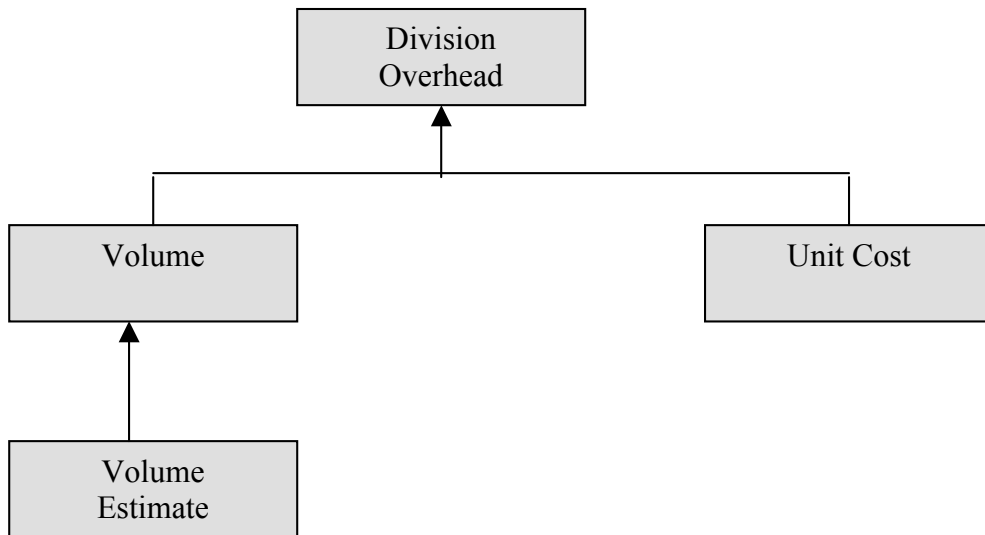 Division
Overhead
Volume
Unit Cost
Volume
Estimate